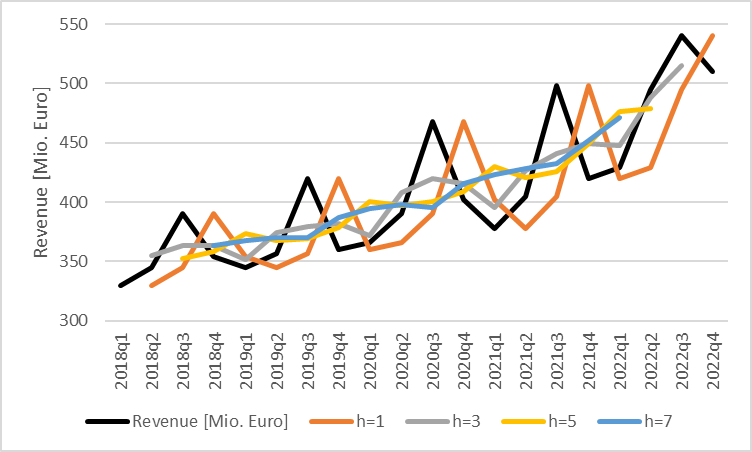 550
500
450
400
350
300
Revenue [Mio. Euro]
2018q1
2018q2
2018q3
2018q4
2019q1
2019q2
2019q3
2019q4
2020q1
2020q2
2020q3
2020q4
2021q1
2021q2
2021q3
2021q4
2022q1
2022q2
2022q3
2022q4
Revenue [Mio. Euro] h=1 h=3 h=5 h=7